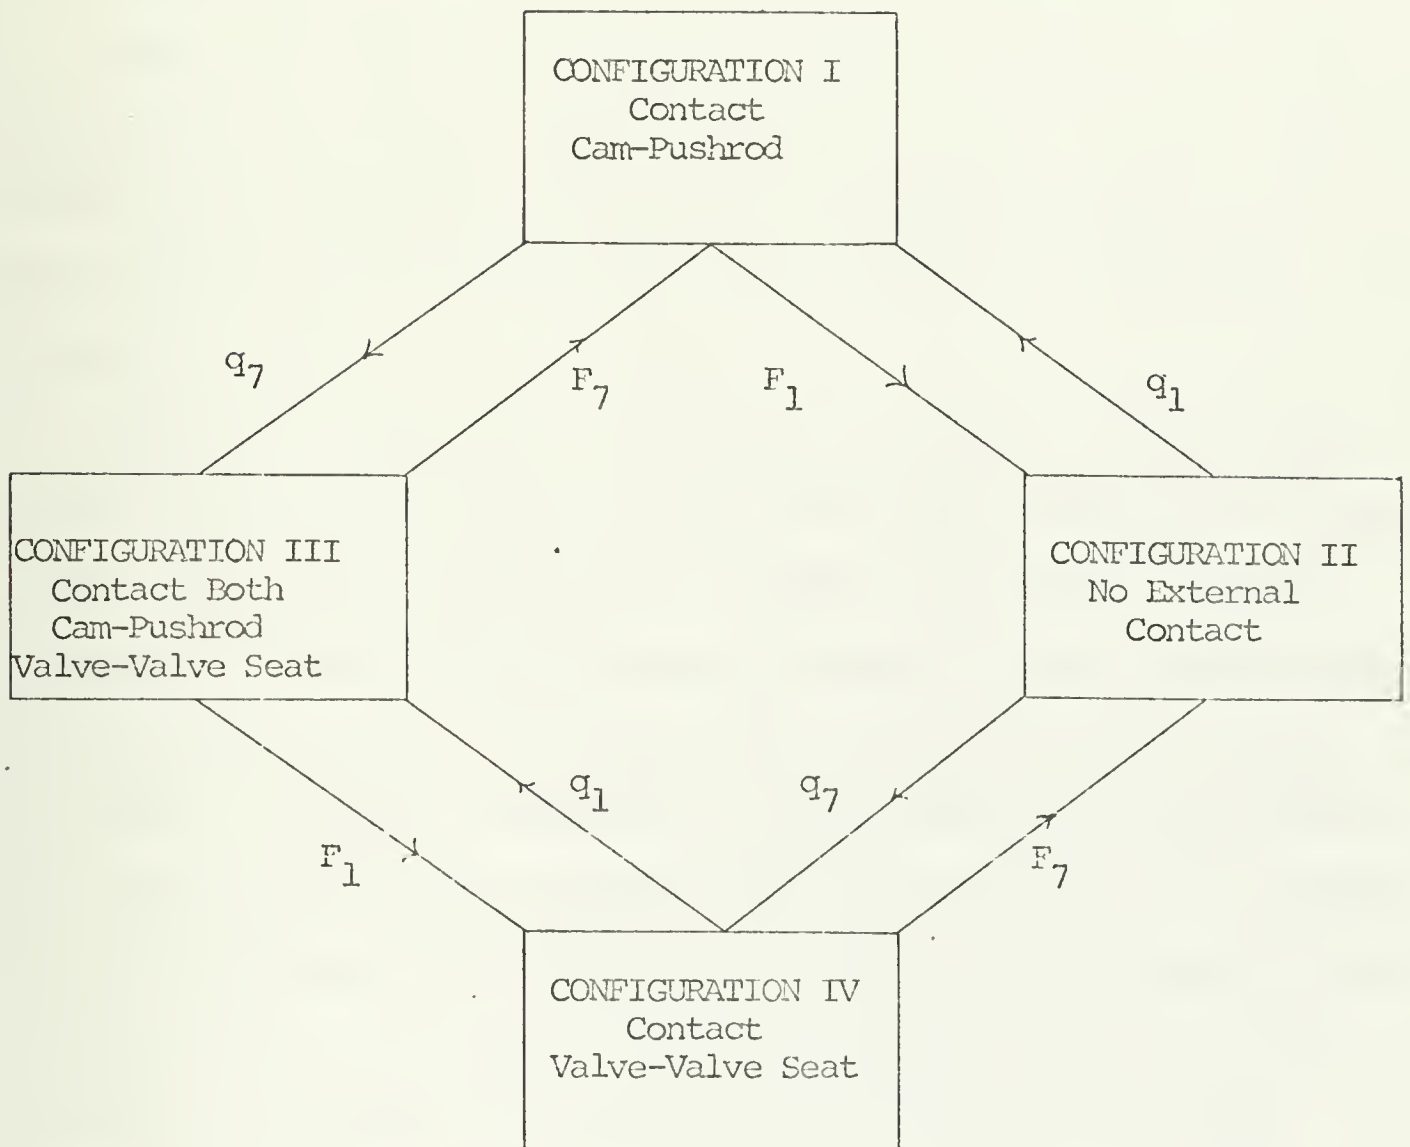 CONFIGURATION I
Contact
Cam-Pushrod
q7
F7
F1
q1
CONFIGURATION III
Contact Both
Cam-Pushrod
Valve-Valve Seat
CONFIGURATION II
No External
Contact
F1
q1
q7
F7
CONFIGURATION IV
Contact
Valve-Valve Seat